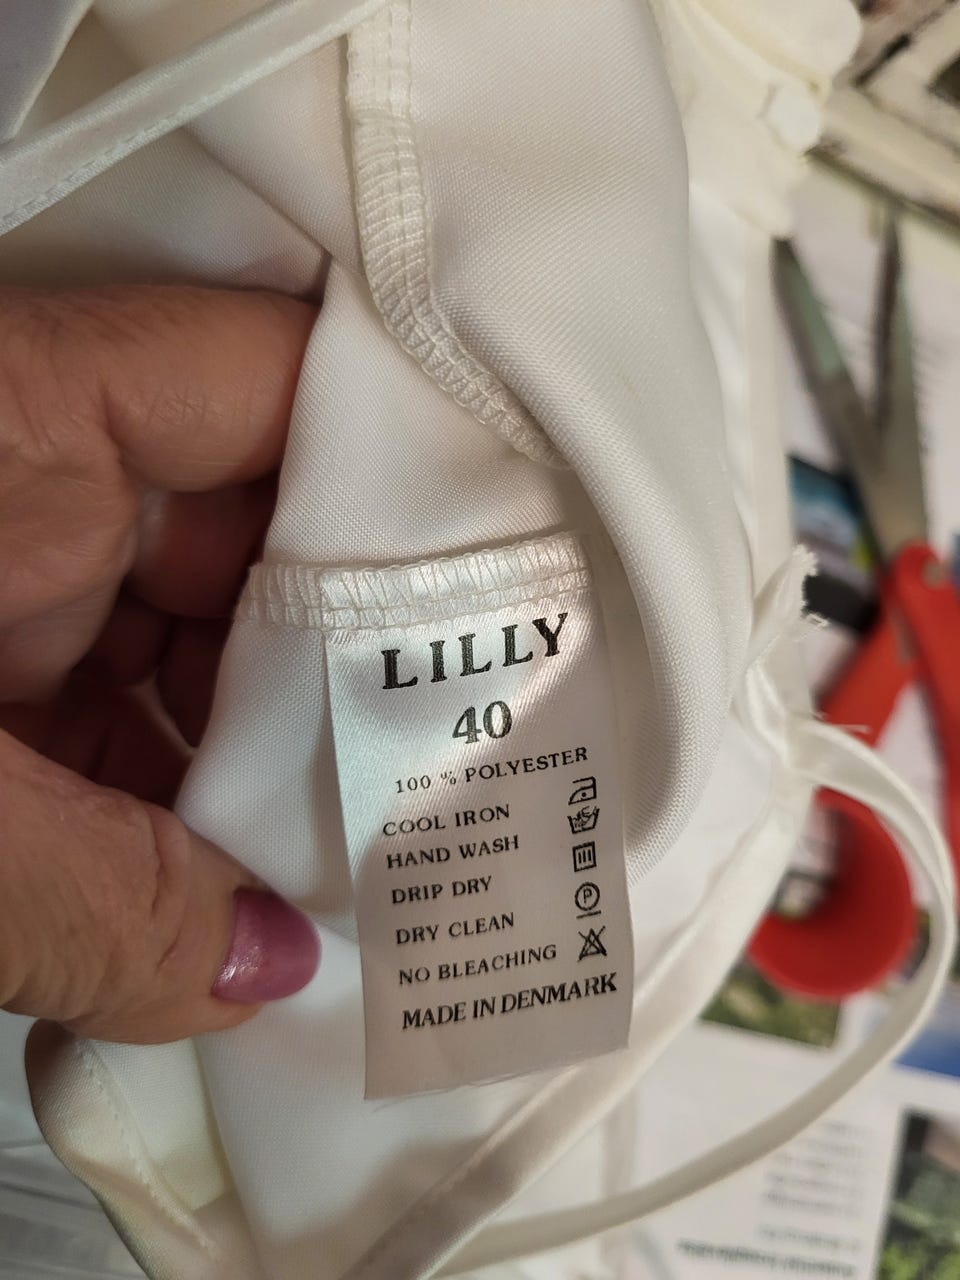 LILLY
40
100 % POLYESTER
COOL IRON
HAND WASH
DRIP DRY
DRY CLEAN
P
NO BLEACHING
MADE IN DENMARK